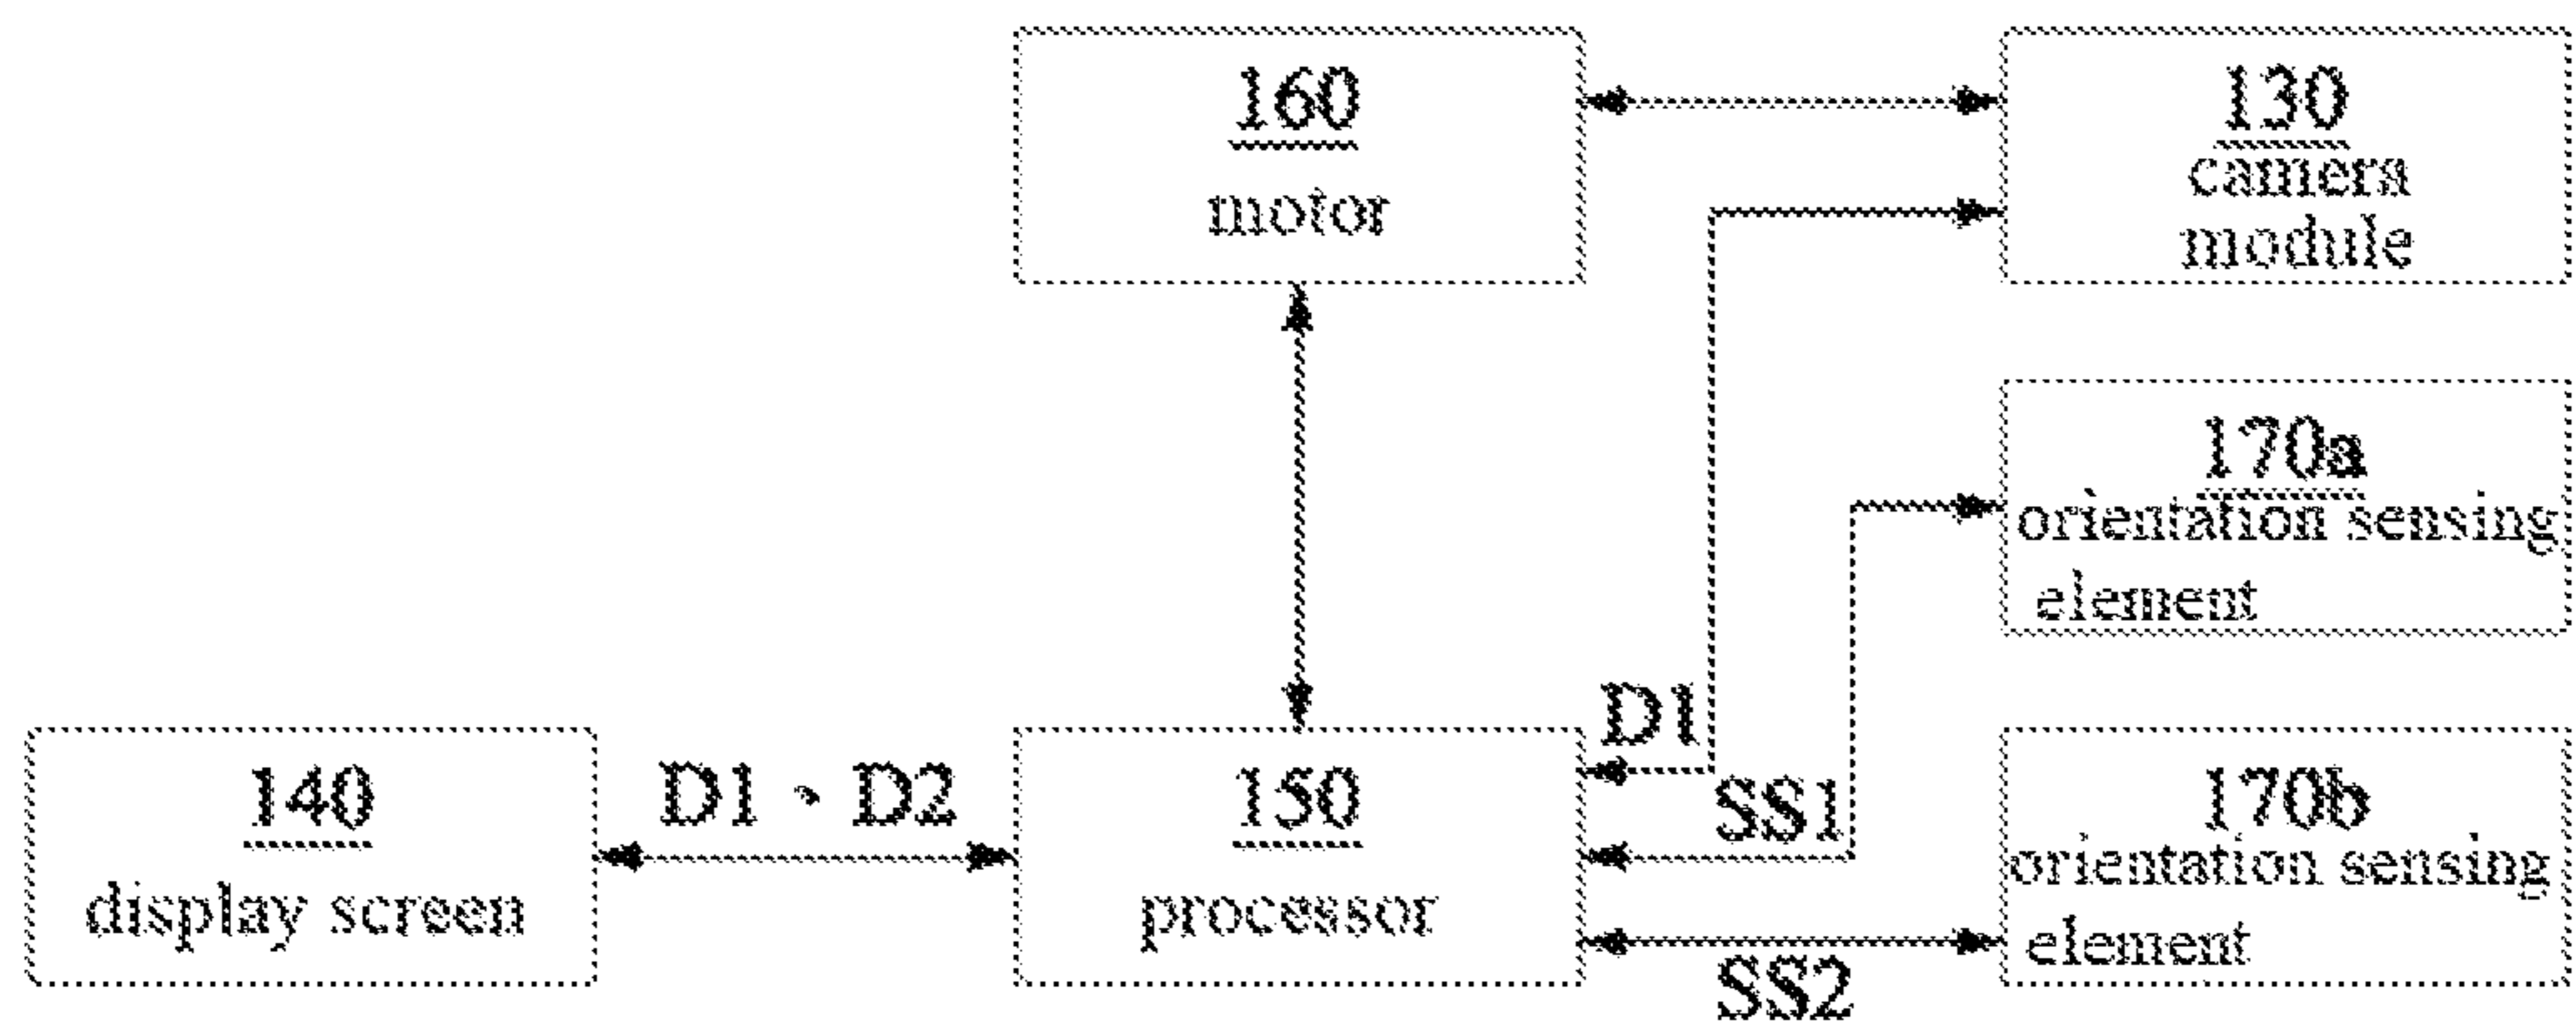 160
motor
130
camera
module
170a
orientation sensing
element
D1
SS1
140
display screen
D1、D2
150
processor
170b
orientation sensing
element
SS2